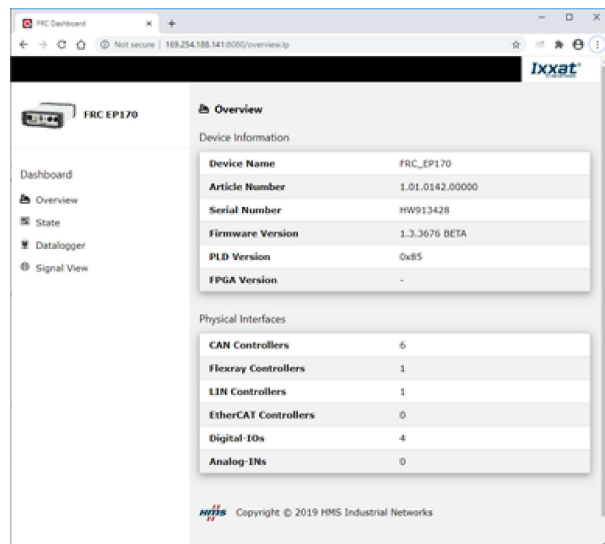 FRC Dashboard
Not secure | 169.254.188.141:8080/overview.lp
Ixxat®
FRC EP170
Dashboard
Overview
State
Datalogger
Signal View
Overview
Device Information
Device Name FRC_EP170
Article Number 1.01.0142.00000
Serial Number HW913428
Firmware Version 1.3.3676 BETA
PLD Version 0x85
FPGA Version -
Physical Interfaces
CAN Controllers 6
Flexray Controllers 1
LIN Controllers 1
EtherCAT Controllers 0
Digital-IOs 4
Analog-INs 0
HMS Copyright © 2019 HMS Industrial Networks